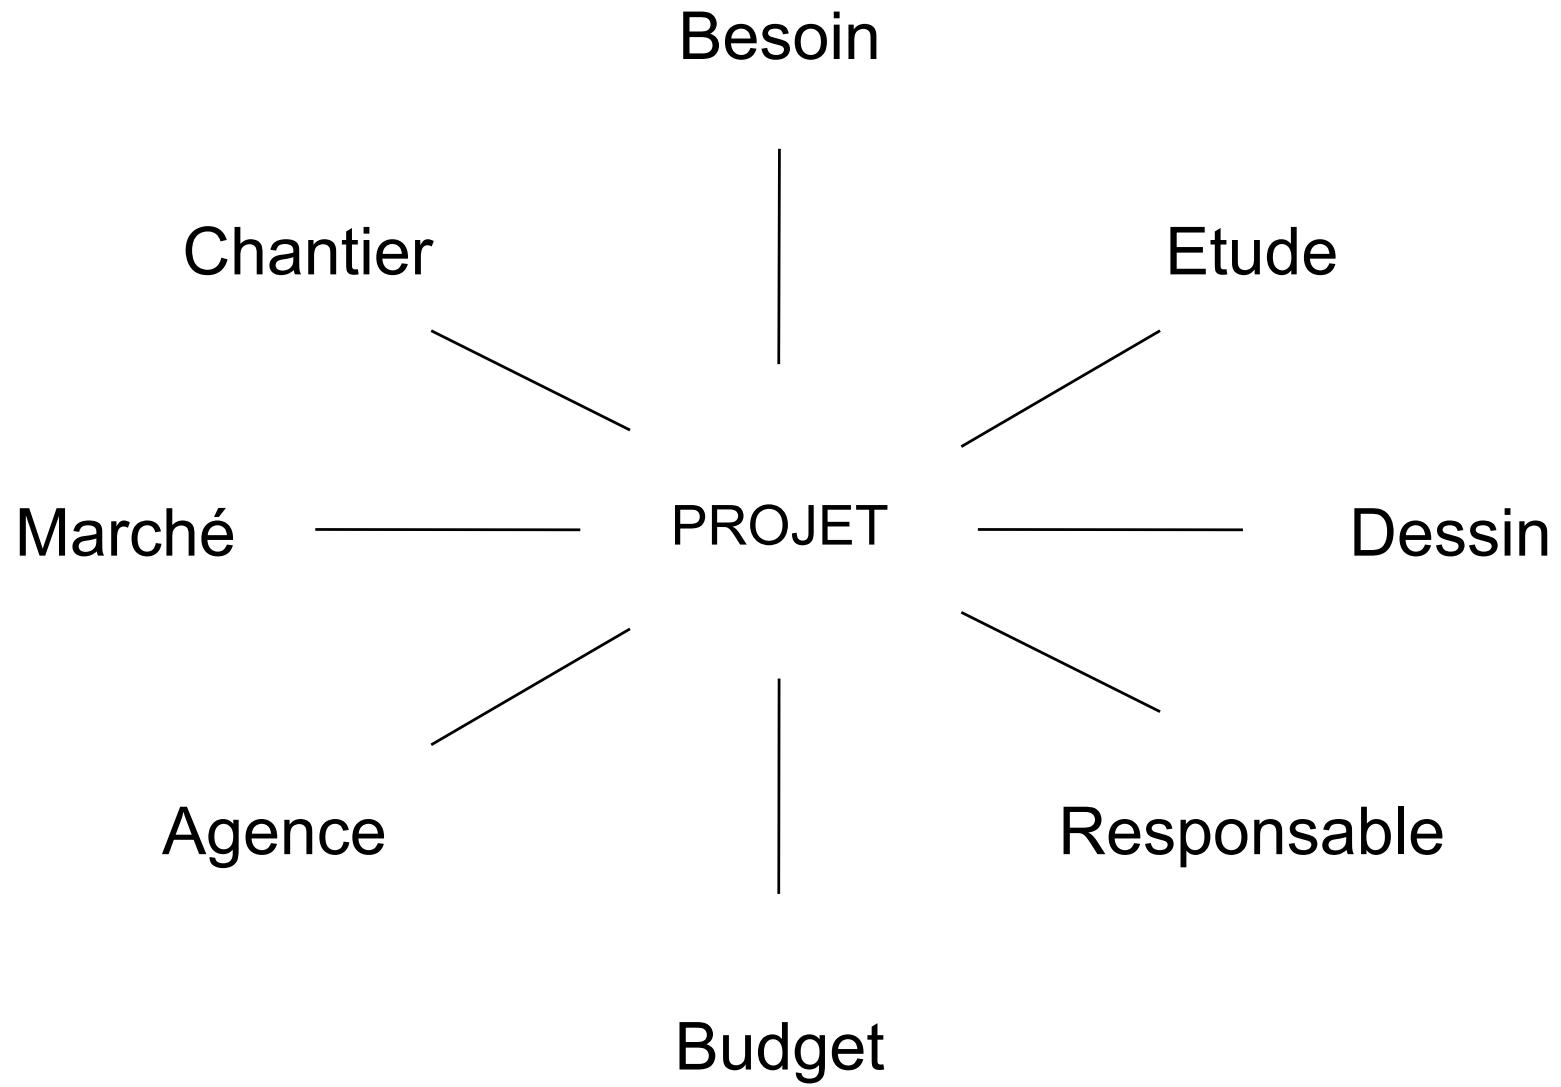 Besoin
Chantier
Etude
Marché
PROJET
Dessin
Agence
Responsable
Budget